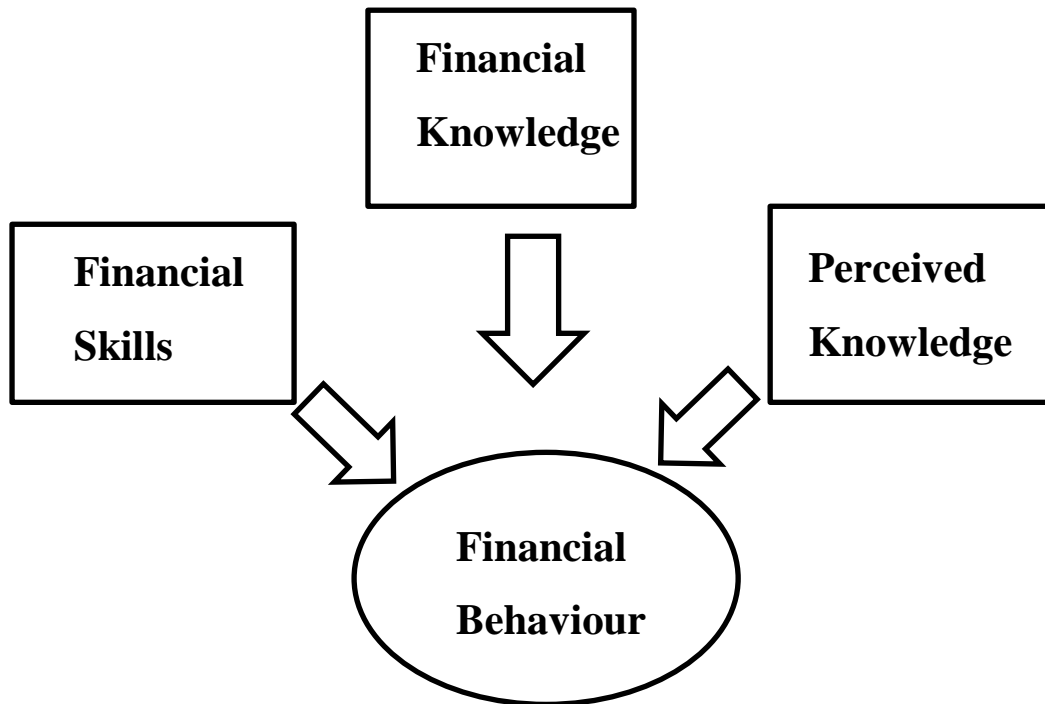 Financial
Knowledge
Financial
Skills
Perceived
Knowledge
Financial
Behaviour